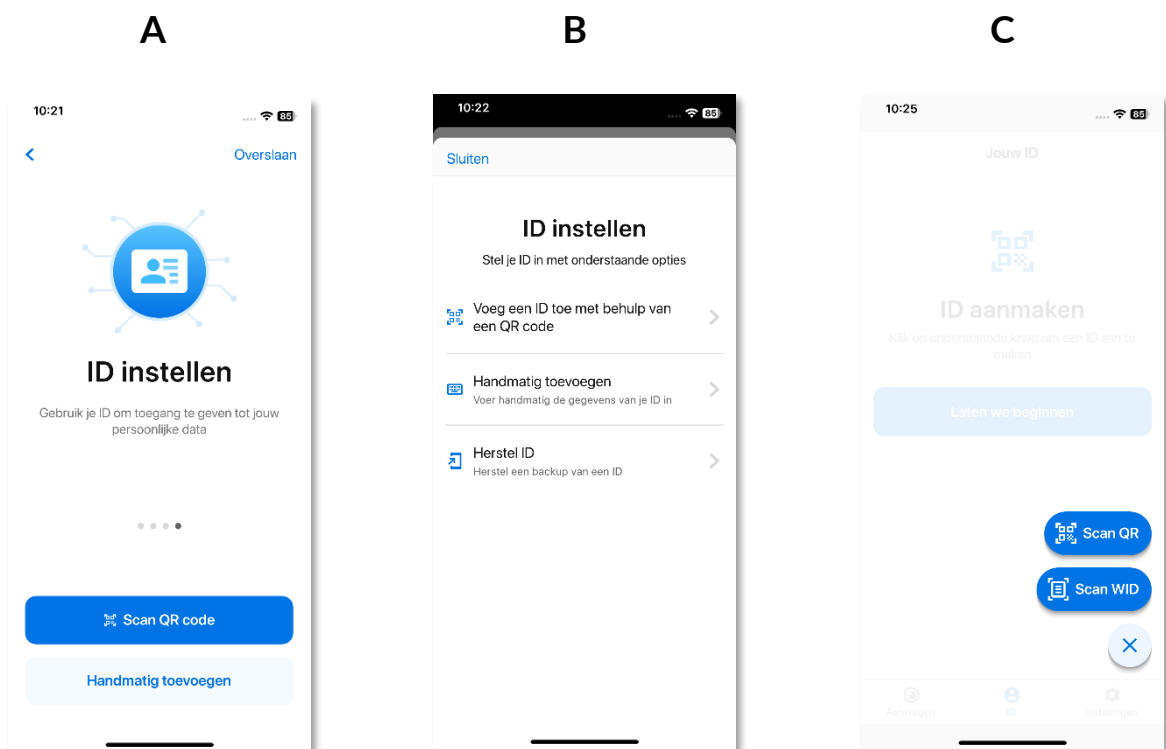 A
10:21
85
Overslaan
ID instellen
Gebruik je ID om toegang te geven tot jouw
persoonlijke data
Scan QR code
Handmatig toevoegen
B
10:22
85
Sluiten
ID instellen
Stel je ID in met onderstaande opties
Voeg een ID toe met behulp van
een QR code
Handmatig toevoegen
Voer handmatig de gegevens van je ID in
Herstel ID
Herstel een backup van een ID
C
10:25
85
Jouw ID
ID aanmaken
Klik op onderstaande knop om een ID aan te
maken
Laten we beginnen
Scan QR
Scan WID
Aanvragen
ID
Instellingen